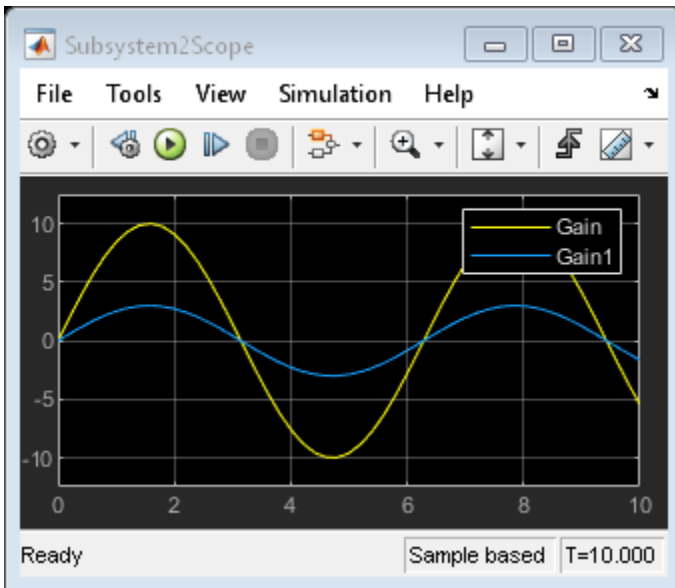 Subsystem2Scope
File Tools View Simulation Help
Gain
Gain1
10
5
0
-5
-10
0 2 4 6 8 10
Ready Sample based T=10.000